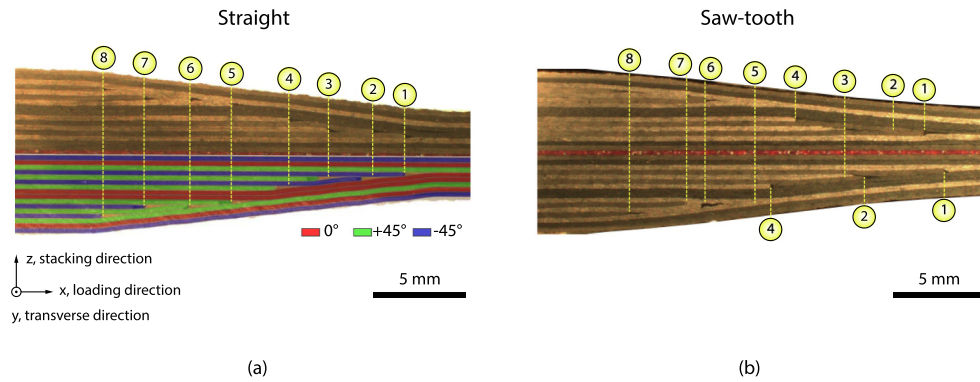 Straight
Saw-tooth
8
7
6
5
4
3
2
1
8
7
6
5
4
3
2
1
4
2
1
0°
+45°
-45°
z, stacking direction
x, loading direction
y, transverse direction
5 mm
5 mm
(a)
(b)